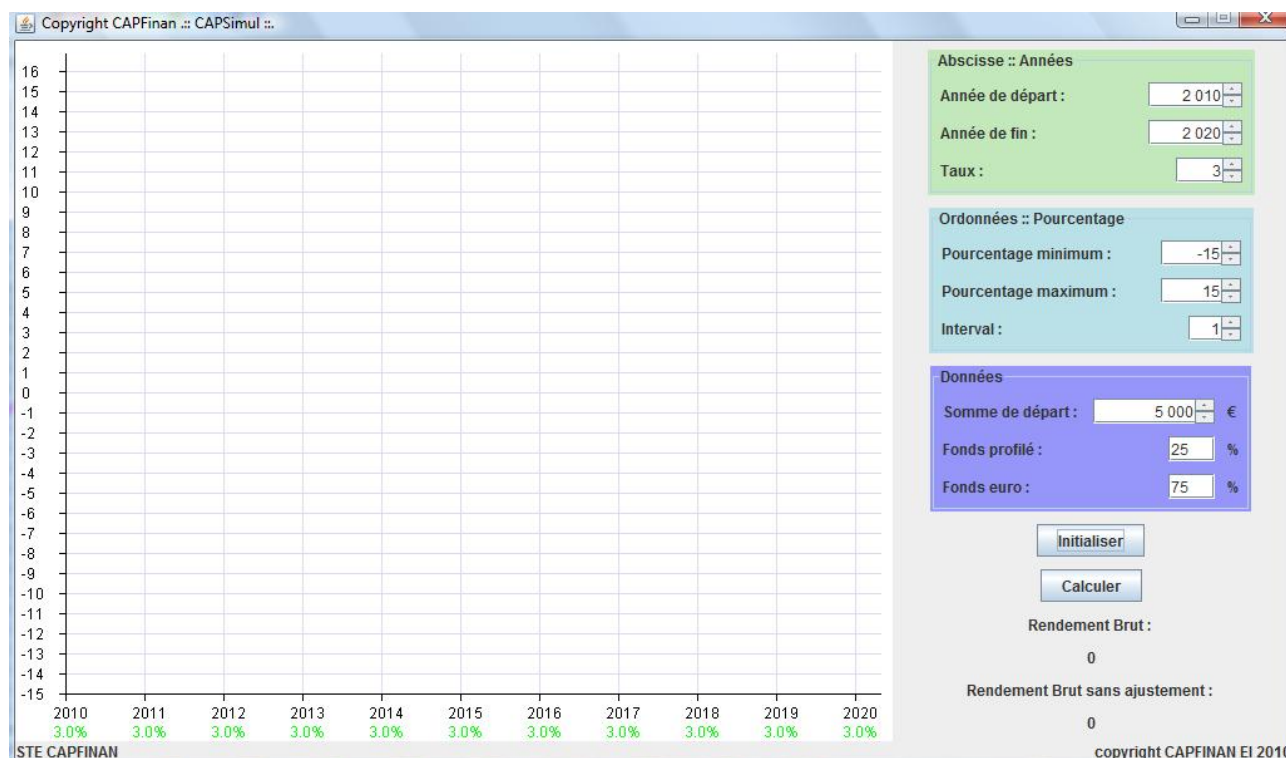 Copyright CAPFinan .:: CAPSimul ::.
16
15
14
13
12
11
10
9
8
7
6
5
4
3
2
1
0
-1
-2
-3
-4
-5
-6
-7
-8
-9
-10
-11
-12
-13
-14
-15
2010 2011 2012 2013 2014 2015 2016 2017 2018 2019 2020
3.0% 3.0% 3.0% 3.0% 3.0% 3.0% 3.0% 3.0% 3.0% 3.0% 3.0%
Abscisse :: Années
Année de départ : 2 010
Année de fin : 2 020
Taux : 3
Ordonnées :: Pourcentage
Pourcentage minimum : -15
Pourcentage maximum : 15
Interval : 1
Données
Somme de départ : 5 000 €
Fonds profilé : 25 %
Fonds euro : 75 %
Initialiser
Calculer
Rendement Brut :
0
Rendement Brut sans ajustement :
0
STE CAPFINAN
copyright CAPFINAN EI 2010